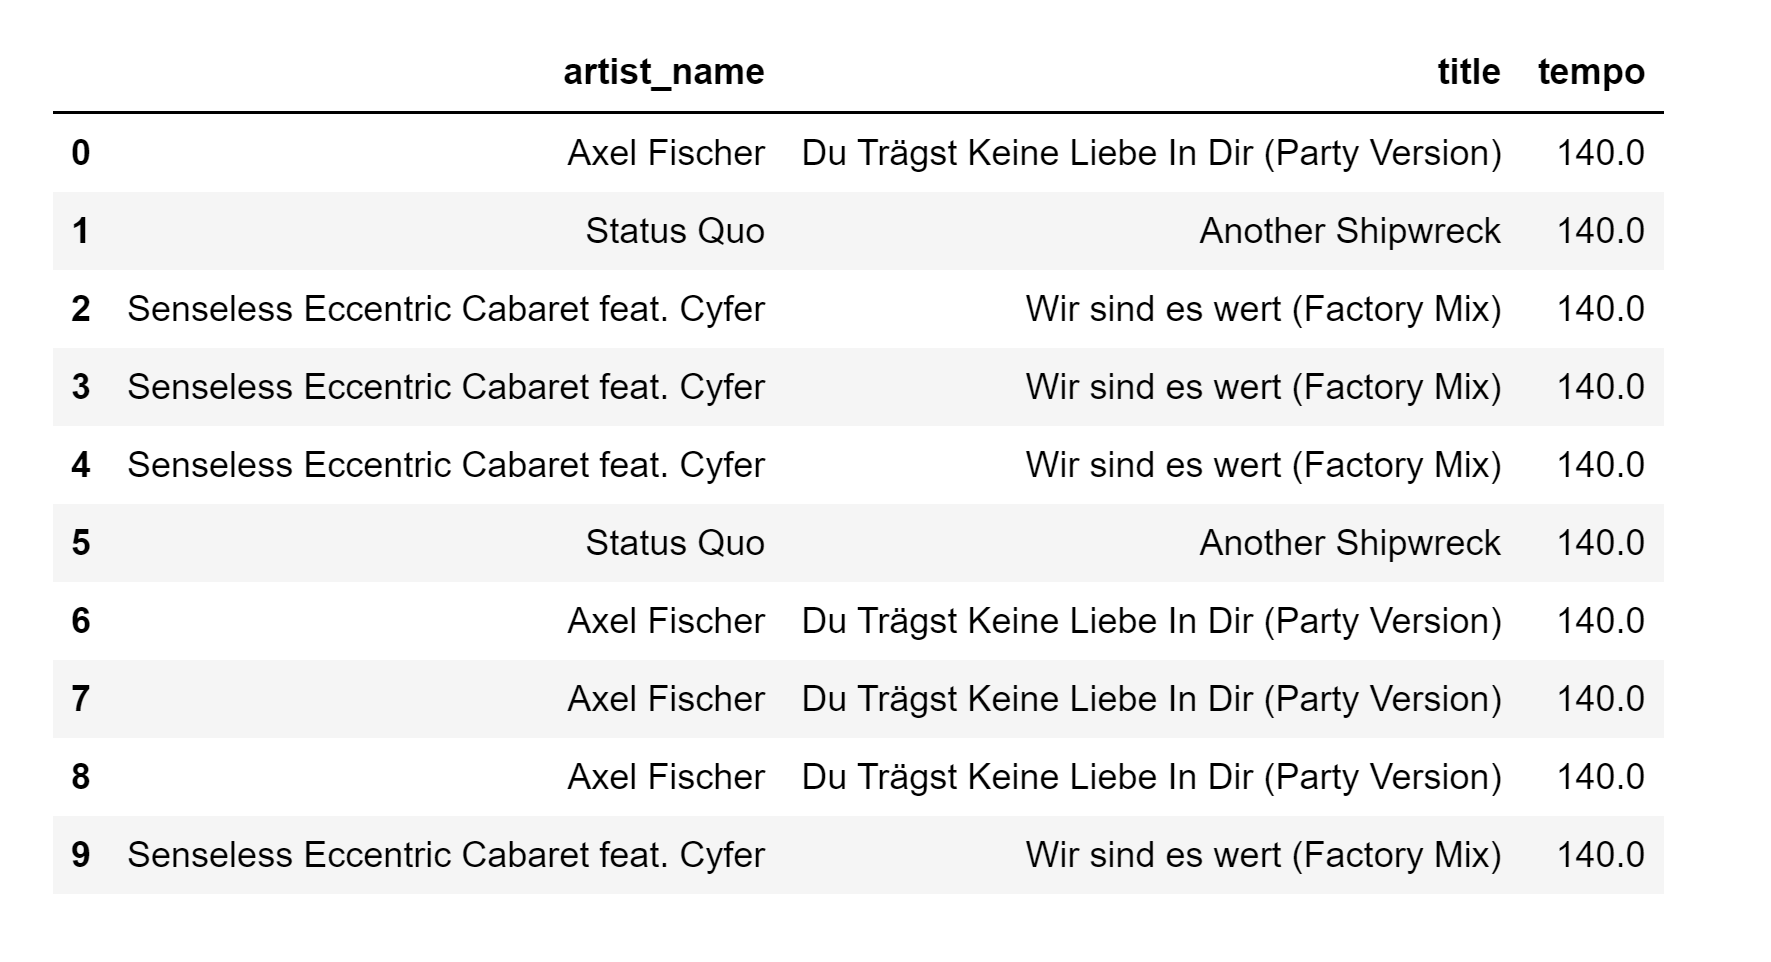 artist_name title tempo
0 Axel Fischer Du Trägst Keine Liebe In Dir (Party Version) 140.0
1 Status Quo Another Shipwreck 140.0
2 Senseless Eccentric Cabaret feat. Cyfer Wir sind es wert (Factory Mix) 140.0
3 Senseless Eccentric Cabaret feat. Cyfer Wir sind es wert (Factory Mix) 140.0
4 Senseless Eccentric Cabaret feat. Cyfer Wir sind es wert (Factory Mix) 140.0
5 Status Quo Another Shipwreck 140.0
6 Axel Fischer Du Trägst Keine Liebe In Dir (Party Version) 140.0
7 Axel Fischer Du Trägst Keine Liebe In Dir (Party Version) 140.0
8 Axel Fischer Du Trägst Keine Liebe In Dir (Party Version) 140.0
9 Senseless Eccentric Cabaret feat. Cyfer Wir sind es wert (Factory Mix) 140.0